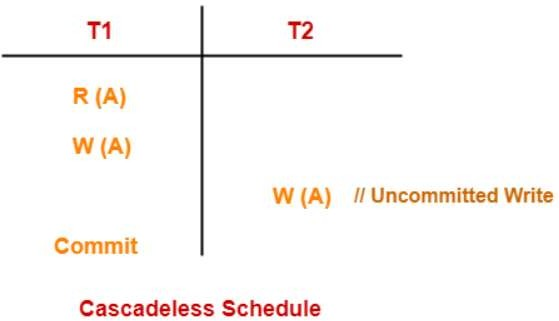 T1 T2
R (A)
W (A)
W (A) // Uncommitted Write
Commit
Cascadeless Schedule